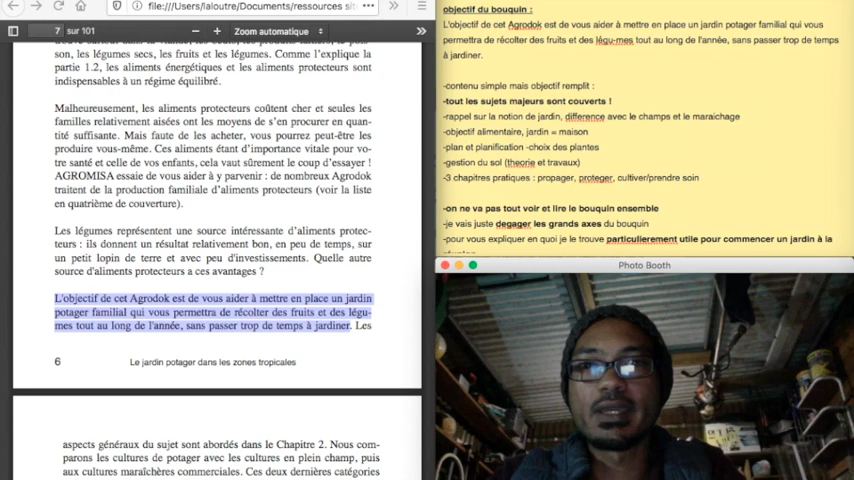 file:///Users/laloutre/Documents/ressources sit
7 sur 101
Zoom automatique
son, les légumes secs, les fruits et les légumes. Comme l'explique la
partie 1.2, les aliments énergétiques et les aliments protecteurs sont
indispensables à un régime équilibré.
Malheureusement, les aliments protecteurs coûtent cher et seules les
familles relativement aisées ont les moyens de s'en procurer en quan-
tité suffisante. Mais faute de les acheter, vous pourrez peut-être les
produire vous-même. Ces aliments étant d'importance vitale pour vo-
tre santé et celle de vos enfants, cela vaut sûrement le coup d'essayer !
AGROMISA essaie de vous aider à y parvenir : de nombreux Agrodok
traitent de la production familiale d'aliments protecteurs (voir la liste
en quatrième de couverture).
Les légumes représentent une source intéressante d'aliments protec-
teurs : ils donnent un résultat relativement bon, en peu de temps, sur
un petit lopin de terre et avec peu d'investissements. Quelle autre
source d'aliments protecteurs a ces avantages ?
L'objectif de cet Agrodok est de vous aider à mettre en place un jardin
potager familial qui vous permettra de récolter des fruits et des légu-
mes tout au long de l'année, sans passer trop de temps à jardiner. Les
6 Le jardin potager dans les zones tropicales
aspects généraux du sujet sont abordés dans le Chapitre 2. Nous com-
parons les cultures de potager avec les cultures en plein champ, puis
aux cultures maraîchères commerciales. Ces deux dernières catégories
objectif du bouquin :
L'objectif de cet Agrodok est de vous aider à mettre en place un jardin potager familial qui vous
permettra de récolter des fruits et des légu-mes tout au long de l'année, sans passer trop de temps
à jardiner.
-contenu simple mais objectif remplit :
-tout les sujets majeurs sont couverts !
-rappel sur la notion de jardin, difference avec le champs et le maraichage
-objectif alimentaire, jardin = maison
-plan et planification -choix des plantes
-gestion du sol (theorie et travaux)
-3 chapitres pratiques : propager, proteger, cultiver/prendre soin
-on ne va pas tout voir et lire le bouquin ensemble
-je vais juste degager les grands axes du bouquin
-pour vous expliquer en quoi je le trouve particulierement utile pour commencer un jardin à la
Photo Booth